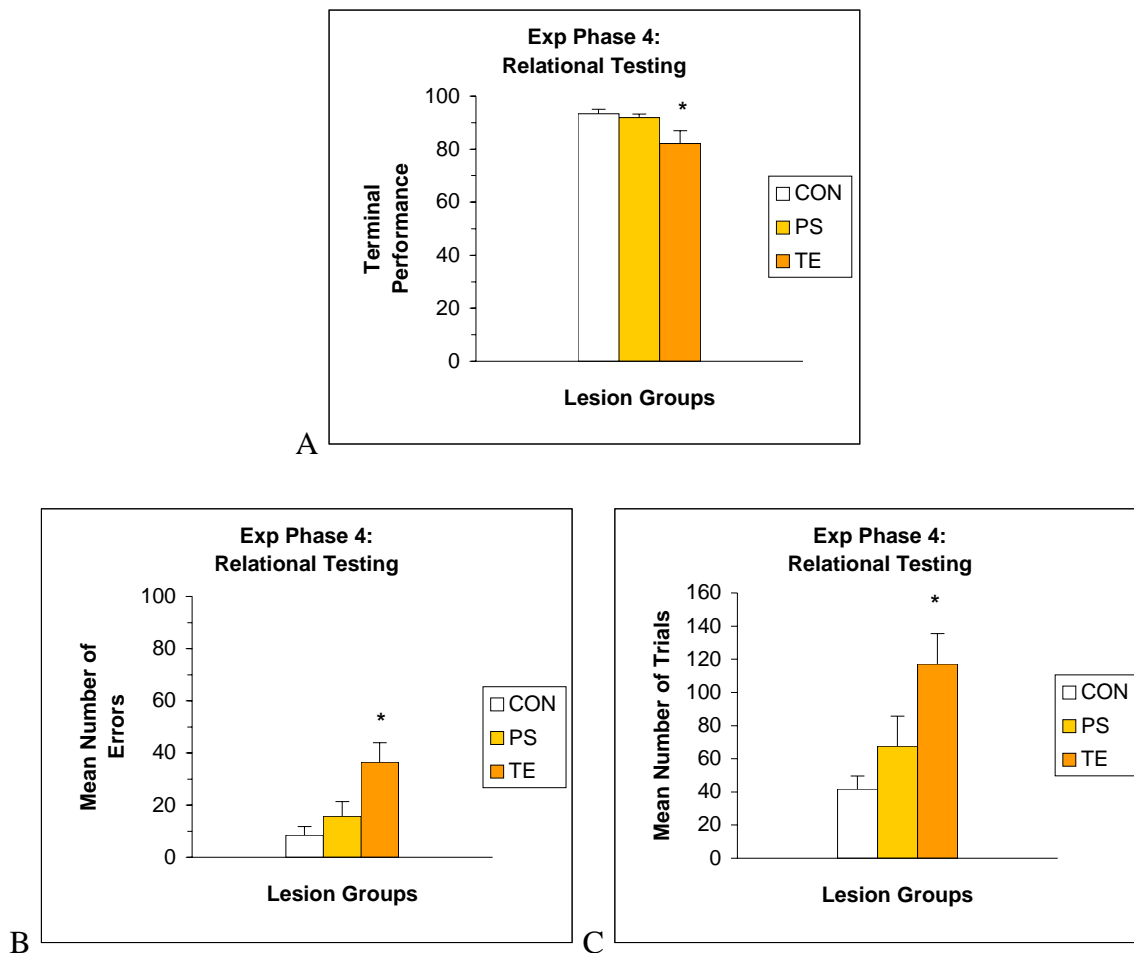 Exp Phase 4:
Relational Testing
*
100
80
60
40
20
0
Terminal
Performance
CON
PS
TE
Lesion Groups
A
Exp Phase 4:
Relational Testing
100
80
60
40
20
0
*
Mean Number of
Errors
CON
PS
TE
Lesion Groups
B
Exp Phase 4:
Relational Testing
160
140
120
100
80
60
40
20
0
*
Mean Number of Trials
CON
PS
TE
Lesion Groups
C